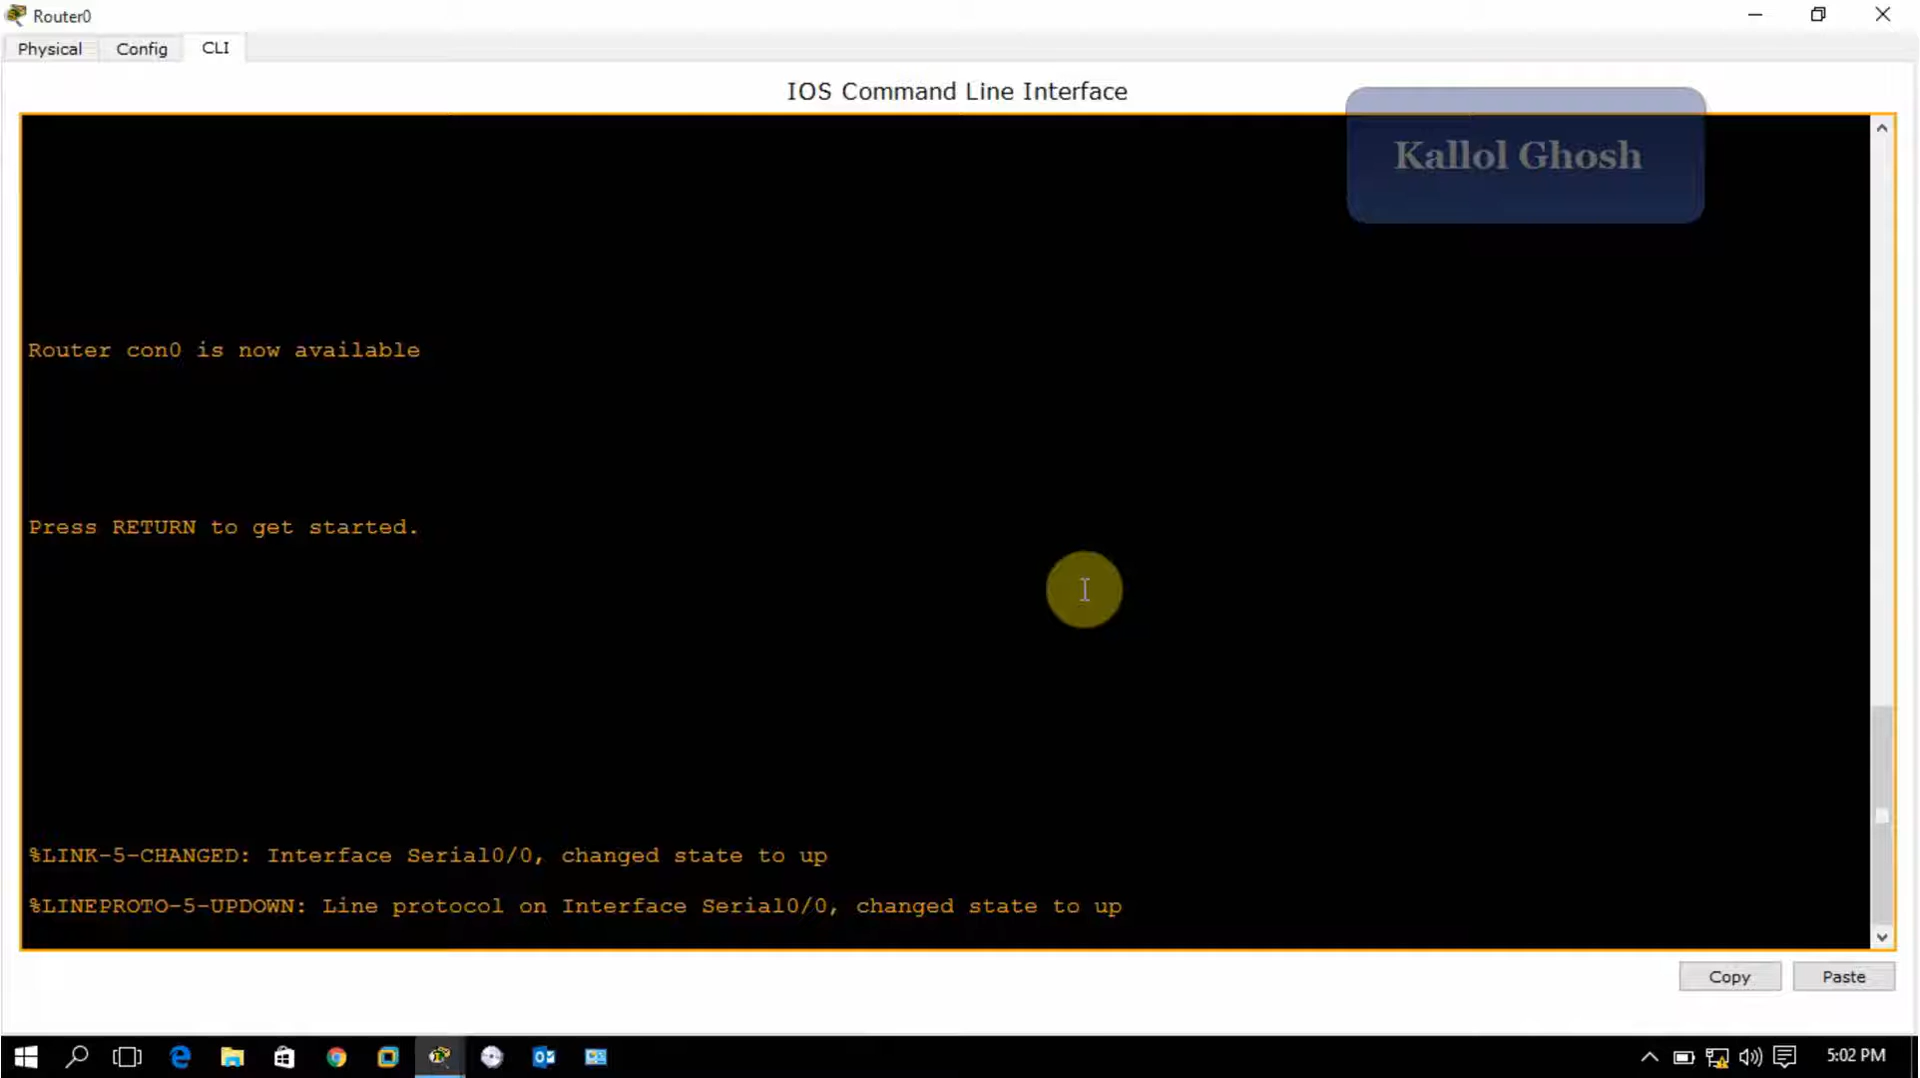 Router0
Physical Config CLI
IOS Command Line Interface
Kallol Ghosh
Router con0 is now available
Press RETURN to get started.
%LINK-5-CHANGED: Interface Serial0/0, changed state to up
%LINEPROTO-5-UPDOWN: Line protocol on Interface Serial0/0, changed state to up
Copy Paste
5:02 PM